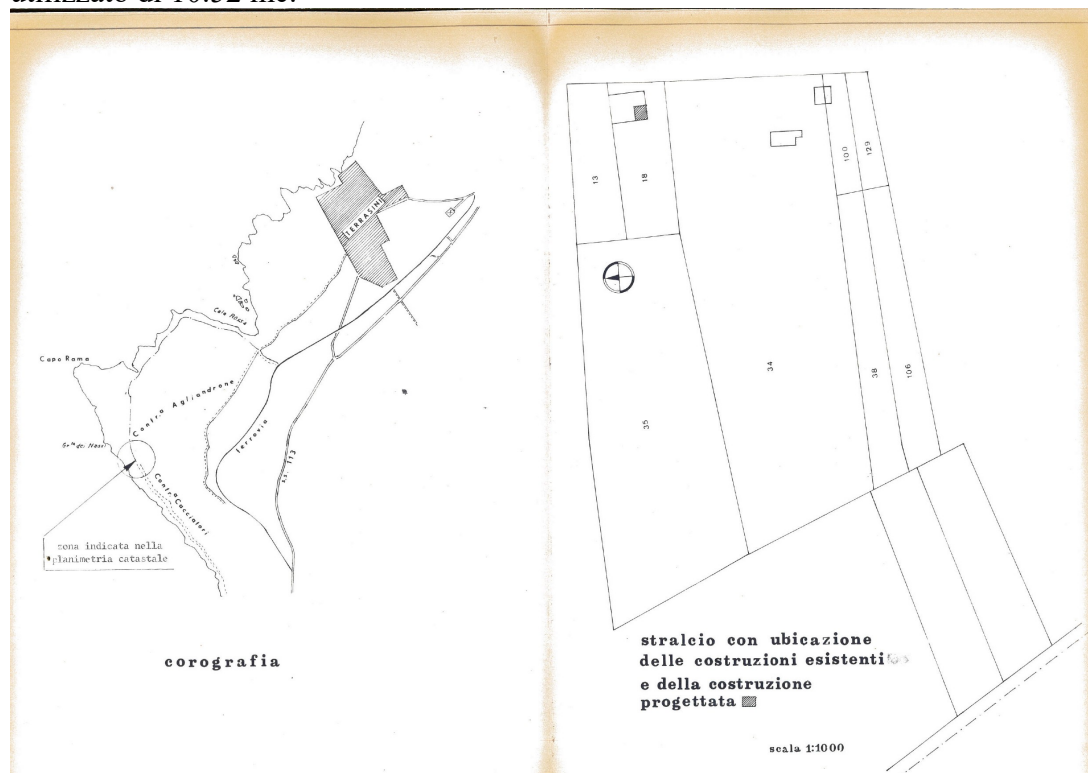 TERRASINI
Cala Rossa
Capo Rama
Contr.a Agliandrone
ferrovia
s.s. 113
Contr.a Cacciatori
zona indicata nella
planimetria catastale
corografia
13
18
100
129
34
35
38
106
stralcio con ubicazione
delle costruzioni esistenti
e della costruzione
progettata
scala 1:1000